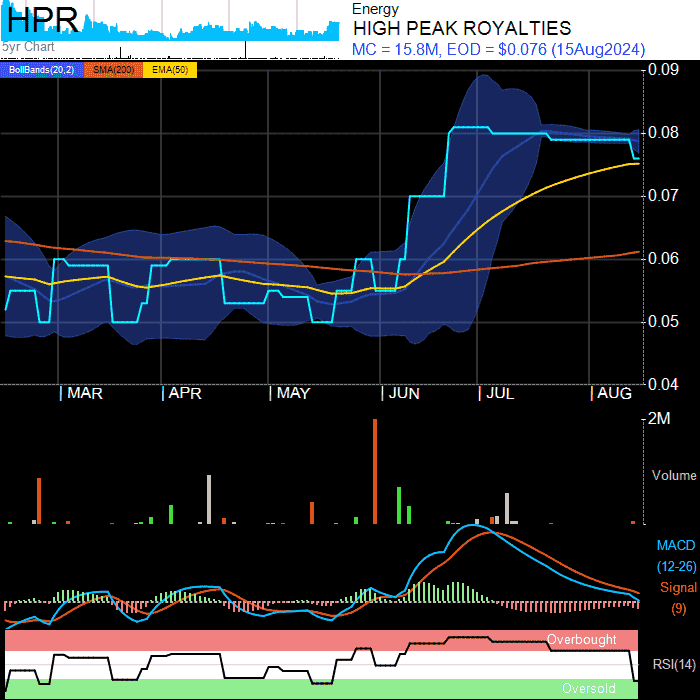 HPR
5yr Chart
Energy
HIGH PEAK ROYALTIES
MC = 15.8M, EOD = $0.076 (15Aug2024)
BollBands(20,2) SMA(200) EMA(50)
0.09
0.08
0.07
0.06
0.05
0.04
MAR APR MAY JUN JUL AUG
2M
Volume
MACD
(12-26)
Signal
(9)
Overbought
RSI(14)
Oversold